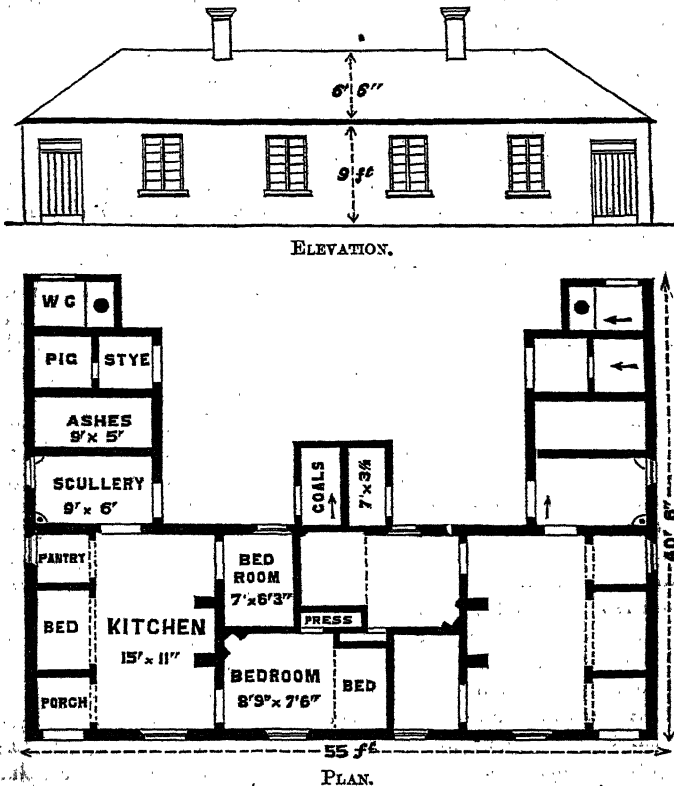 6' 6"
9 ft
ELEVATION.
W C
PIG STYE
ASHES
9' x 5'
SCULLERY
9' x 6'
COALS
7' x 3½
PANTRY
BED
ROOM
7' x 6'3"
PRESS
BED
KITCHEN
15' x 11"
BEDROOM
8'9" x 7'6"
BED
PORCH
40' 6"
55 ft
PLAN.